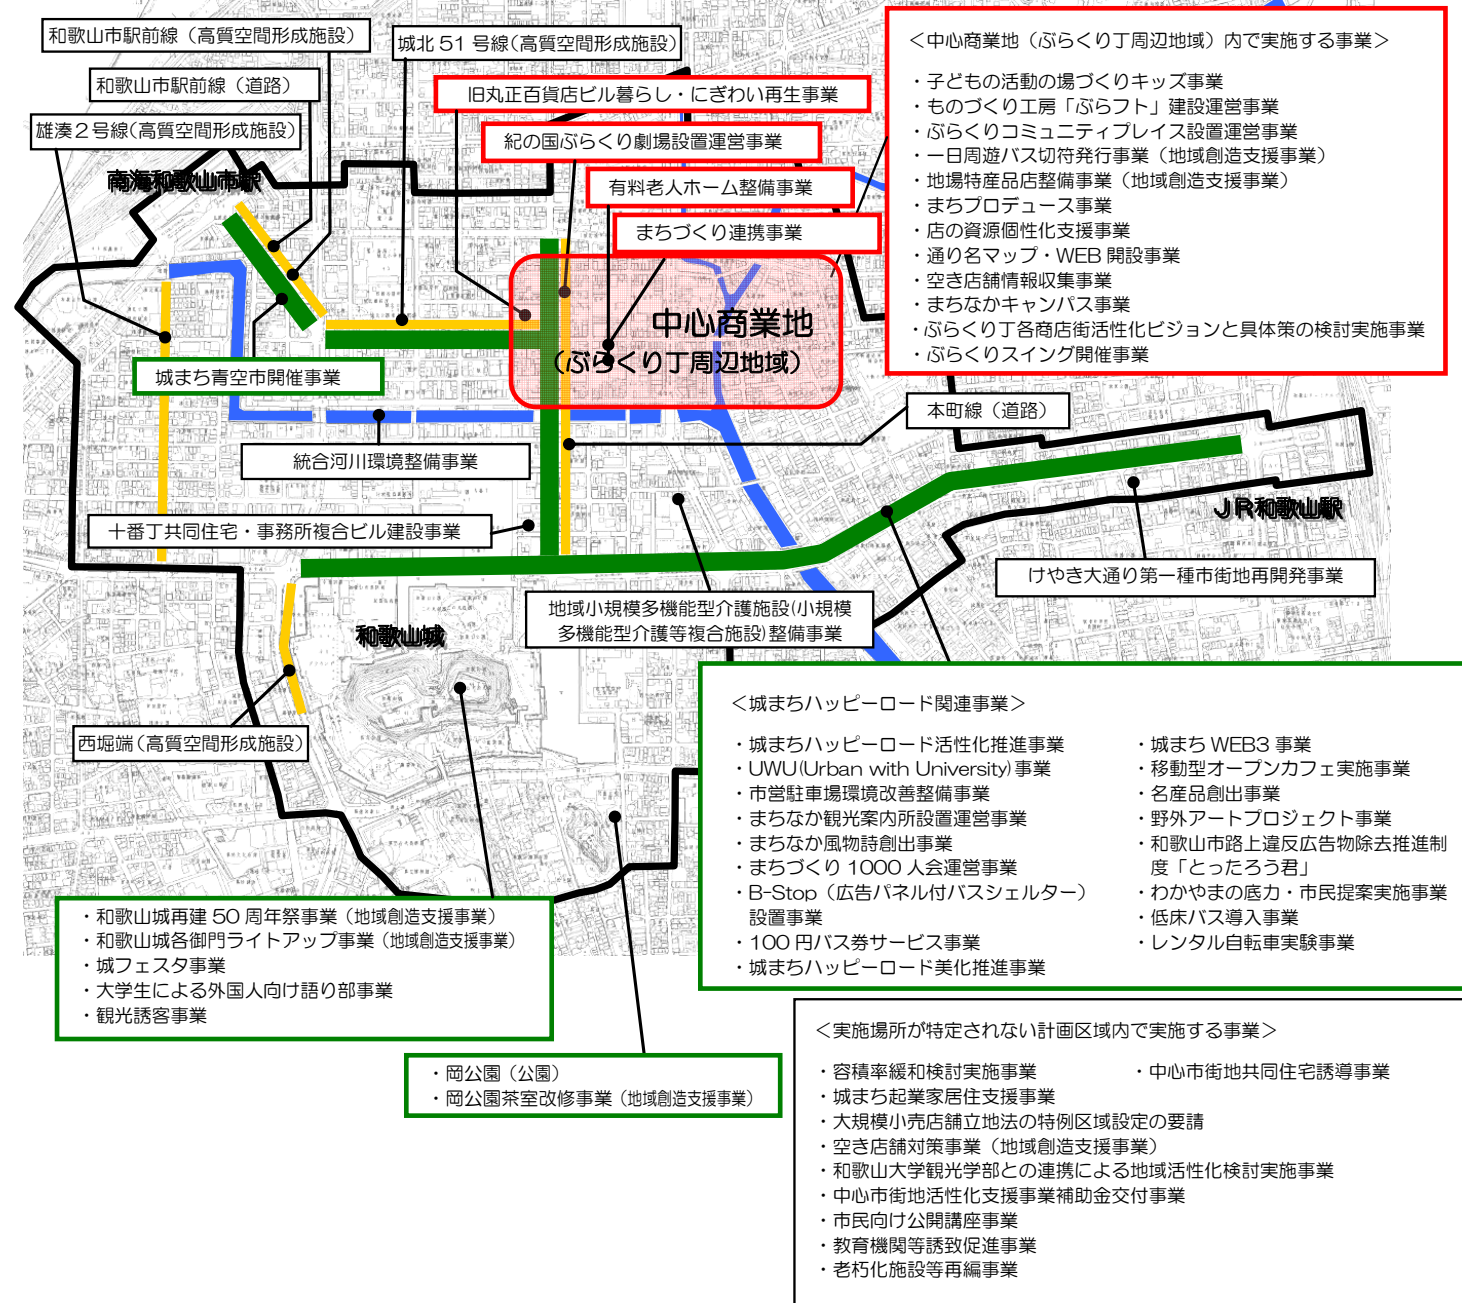 和歌山市駅前線（高質空間形成施設）
城北 51 号線（高質空間形成施設）
和歌山市駅前線（道路）
旧丸正百貨店ビル暮らし・にぎわい再生事業
雄湊２号線（高質空間形成施設）
紀の国ぶらくり劇場設置運営事業
南海和歌山市駅
有料老人ホーム整備事業
まちづくり連携事業
＜中心商業地（ぶらくり丁周辺地域）内で実施する事業＞
・子どもの活動の場づくりキッズ事業
・ものづくり工房「ぶらフト」建設運営事業
・ぶらくりコミュニティプレイス設置運営事業
・一日周遊バス切符発行事業（地域創造支援事業）
・地場特産品店整備事業（地域創造支援事業）
・まちプロデュース事業
・店の資源個性化支援事業
・通り名マップ・WEB 開設事業
・空き店舗情報収集事業
・まちなかキャンパス事業
・ぶらくり丁各商店街活性化ビジョンと具体策の検討実施事業
・ぶらくりスイング開催事業
中心商業地
（ぶらくり丁周辺地域）
城まち青空市開催事業
本町線（道路）
統合河川環境整備事業
十番丁共同住宅・事務所複合ビル建設事業
ＪＲ和歌山駅
けやき大通り第一種市街地再開発事業
地域小規模多機能型介護施設（小規模
多機能型介護等複合施設）整備事業
和歌山城
西堀端（高質空間形成施設）
＜城まちハッピーロード関連事業＞
・城まちハッピーロード活性化推進事業
・UWU（Urban with University）事業
・市営駐車場環境改善整備事業
・まちなか観光案内所設置運営事業
・まちなか風物詩創出事業
・まちづくり 1000 人会運営事業
・B-Stop（広告パネル付バスシェルター）
設置事業
・100 円バス券サービス事業
・城まちハッピーロード美化推進事業
・城まち WEB3 事業
・移動型オープンカフェ実施事業
・名産品創出事業
・野外アートプロジェクト事業
・和歌山市路上違反広告物除去推進制
度「とったろう君」
・わかやまの底力・市民提案実施事業
・低床バス導入事業
・レンタル自転車実験事業
・和歌山城再建 50 周年祭事業（地域創造支援事業）
・和歌山城各御門ライトアップ事業（地域創造支援事業）
・城フェスタ事業
・大学生による外国人向け語り部事業
・観光誘客事業
・岡公園（公園）
・岡公園茶室改修事業（地域創造支援事業）
＜実施場所が特定されない計画区域内で実施する事業＞
・容積率緩和検討実施事業
・中心市街地共同住宅誘導事業
・城まち起業家居住支援事業
・大規模小売店舗立地法の特例区域設定の要請
・空き店舗対策事業（地域創造支援事業）
・和歌山大学観光学部との連携による地域活性化検討実施事業
・中心市街地活性化支援事業補助金交付事業
・市民向け公開講座事業
・教育機関等誘致促進事業
・老朽化施設等再編事業